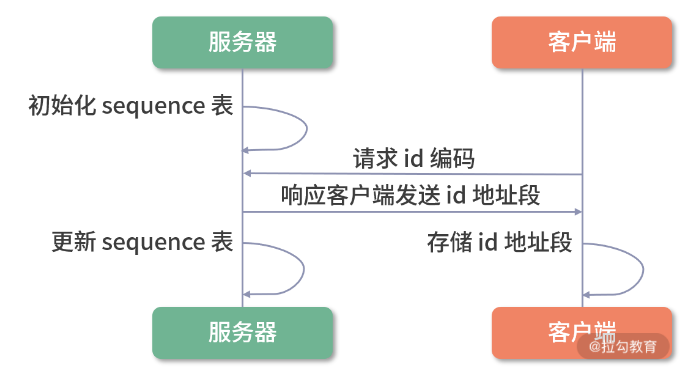 服务器
客户端
初始化 sequence 表
请求 id 编码
响应客户端发送 id 地址段
更新 sequence 表
存储 id 地址段
服务器
客户端
@拉勾教育